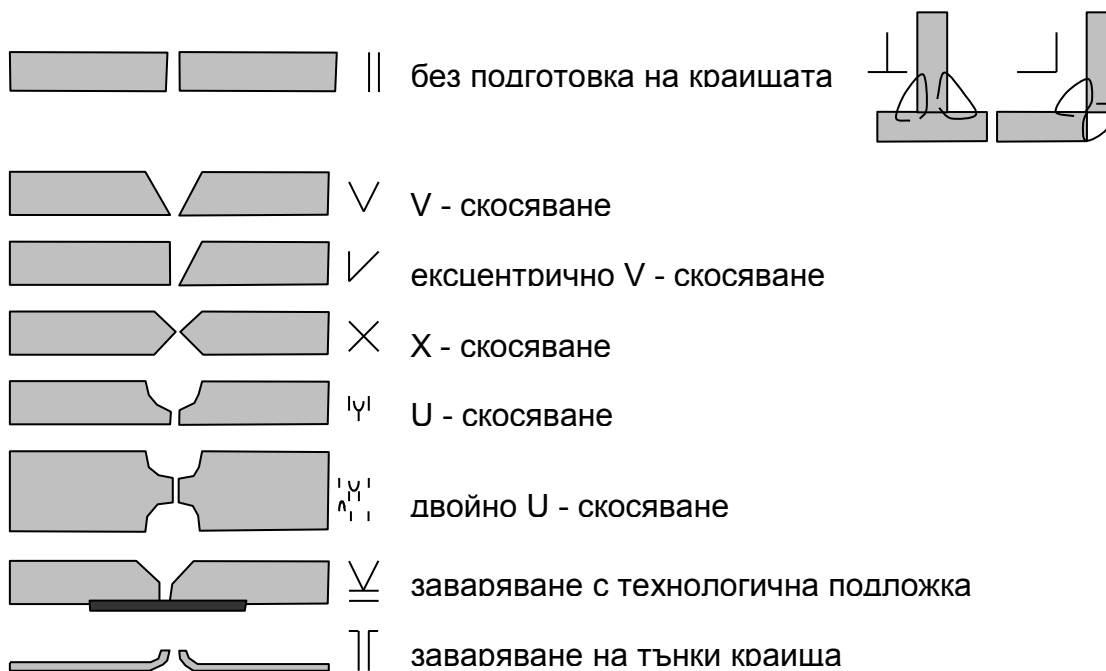 без подготовка на краищата
V - скосяване
ексцентрично V - скосяване
X - скосяване
U - скосяване
двойно U - скосяване
заваряване с технологична подложка
заваряване на тънки краища